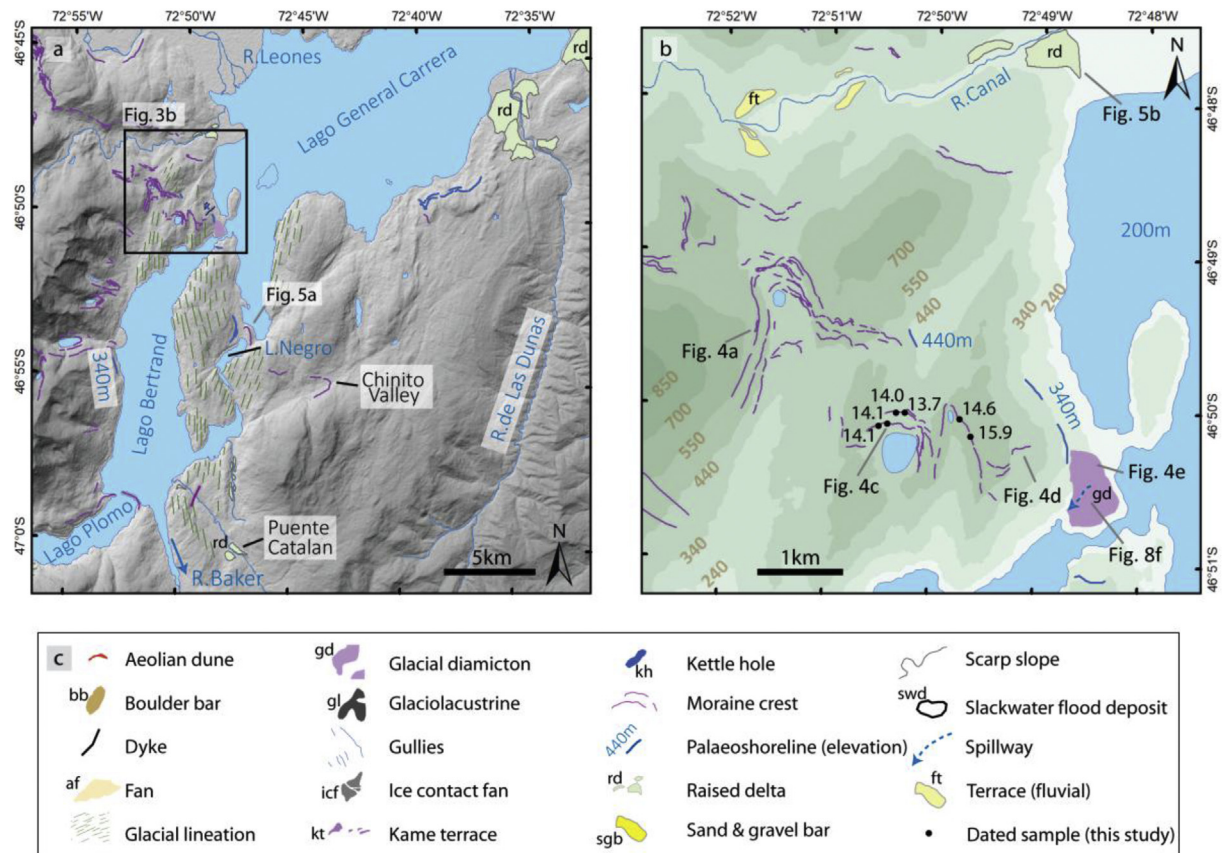 72°55'W
72°50'W
72°45'W
72°40'W
72°35'W
46°45'S
46°50'S
46°55'S
47°0'S
a
R.Leones
Fig. 3b
Lago General Carrera
rd
rd
Fig. 5a
L.Negro
340m
Lago Bertrand
Chinito
Valley
R.de Las Dunas
Lago Plomo
rd
Puente
Catalan
R.Baker
5km
N
72°52'W
72°51'W
72°50'W
72°49'W
72°48'W
46°48'S
46°49'S
46°50'S
46°51'S
b
rd
N
ft
R.Canal
Fig. 5b
200m
700
550
440
340
240
Fig. 4a
440m
850
700
550
440
340
240
340m
14.0
13.7
14.6
14.1
14.1
15.9
Fig. 4c
Fig. 4d
Fig. 4e
gd
Fig. 8f
1km
c
Aeolian dune
bb
Boulder bar
Dyke
af
Fan
Glacial lineation
gd
Glacial diamicton
gl
Glaciolacustrine
Gullies
icf
Ice contact fan
kt
Kame terrace
kh
Kettle hole
Moraine crest
440m
Palaeoshoreline (elevation)
rd
Raised delta
sgb
Sand & gravel bar
Scarp slope
swd
Slackwater flood deposit
Spillway
ft
Terrace (fluvial)
Dated sample (this study)